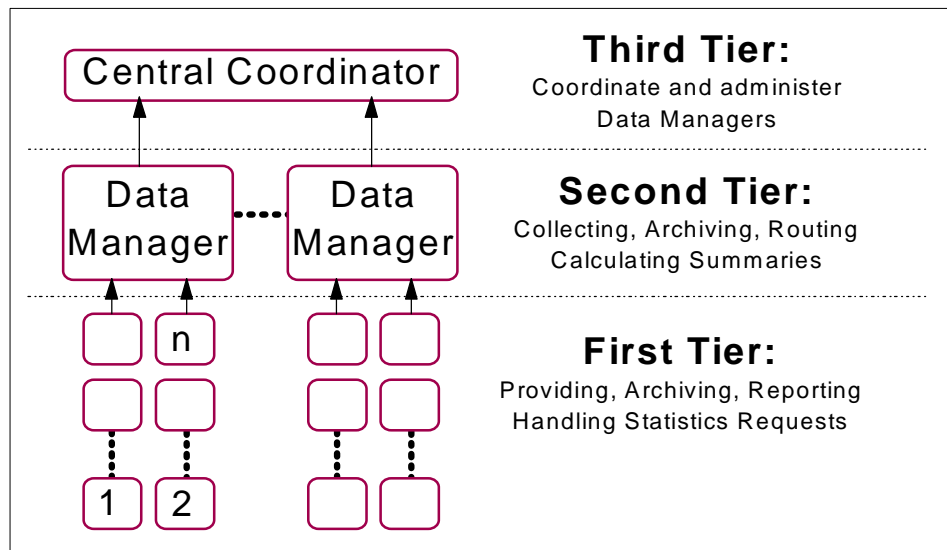 Central Coordinator
Third Tier:
Coordinate and administer
Data Managers
Data
Manager
Data
Manager
Second Tier:
Collecting, Archiving, Routing
Calculating Summaries
n
1
2
First Tier:
Providing, Archiving, Reporting
Handling Statistics Requests